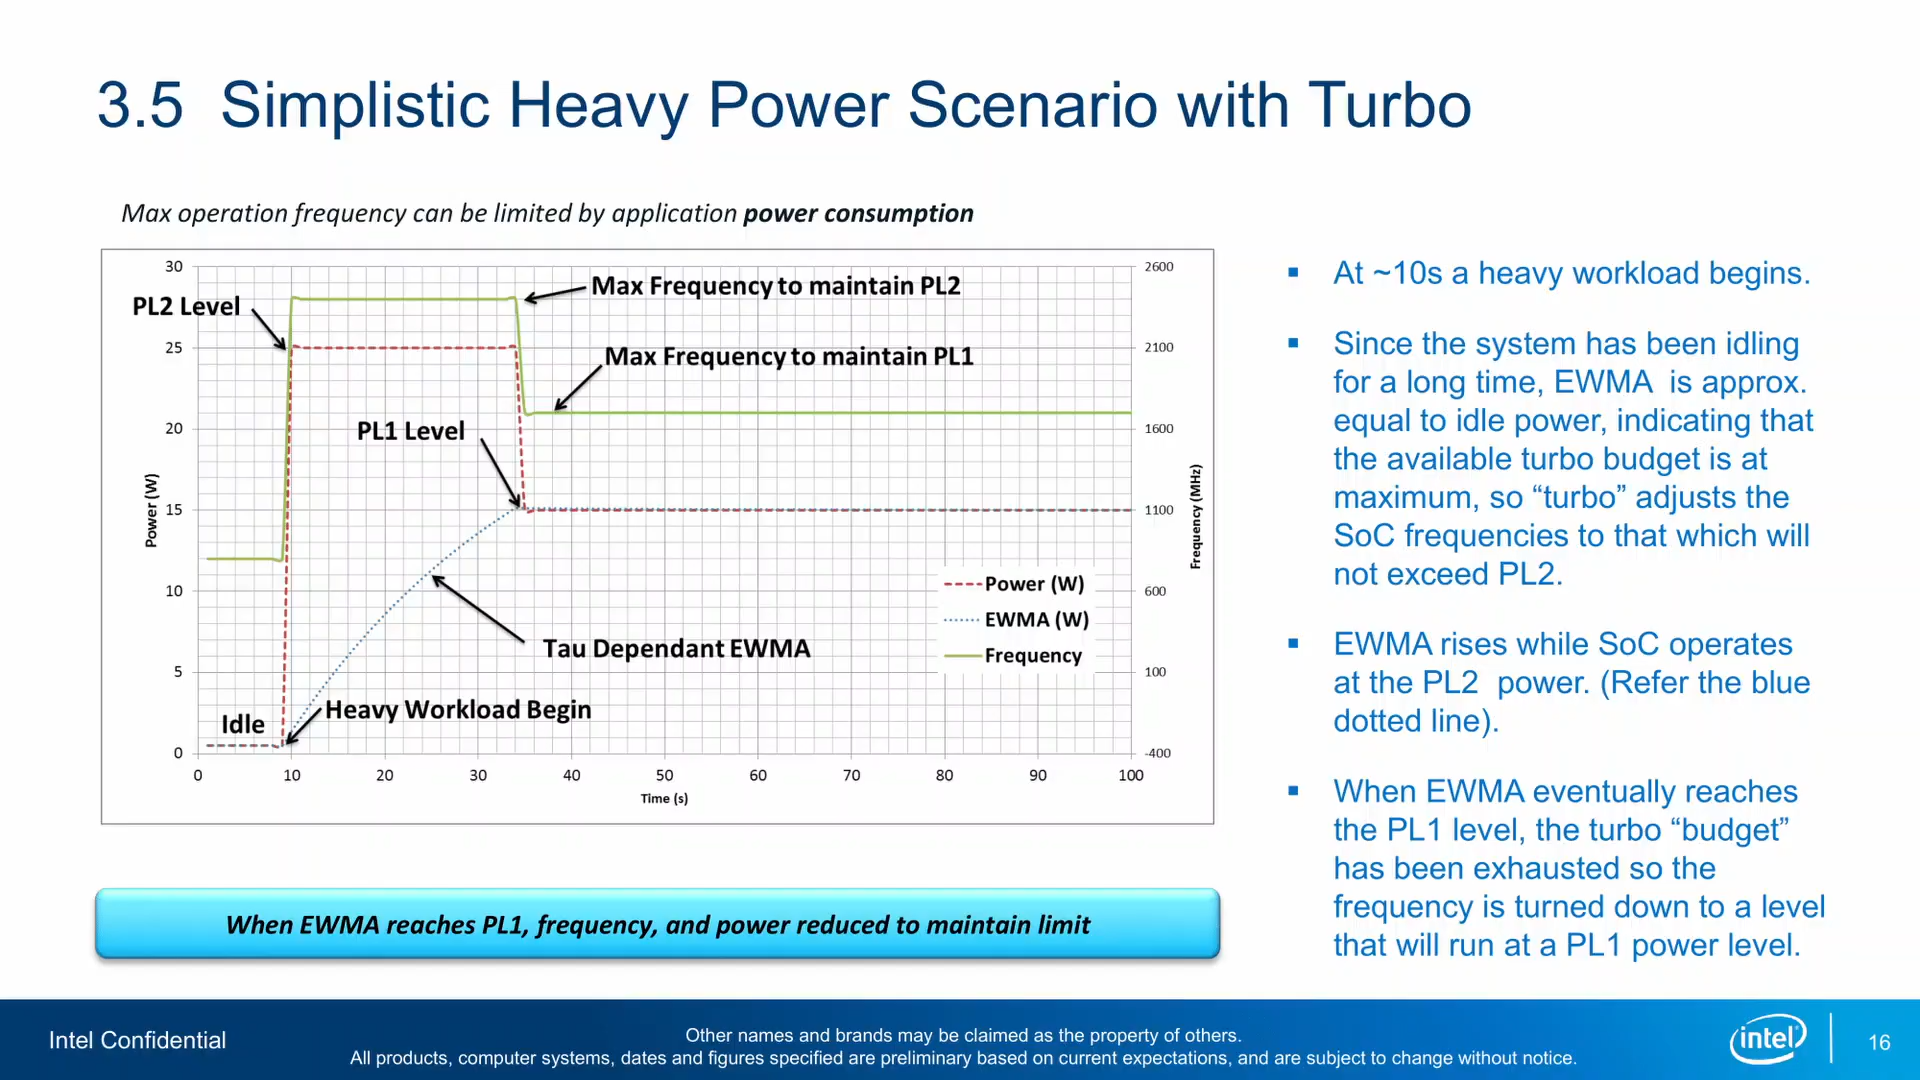 3.5 Simplistic Heavy Power Scenario with Turbo
Max operation frequency can be limited by application power consumption
30
25
20
15
10
5
0
Power (W)
0 10 20 30 40 50 60 70 80 90 100
Time (s)
2600
2100
1600
1100
600
100
-400
Frequency (MHz)
PL2 Level
Max Frequency to maintain PL2
Max Frequency to maintain PL1
PL1 Level
Tau Dependant EWMA
Heavy Workload Begin
Idle
Power (W)
EWMA (W)
Frequency
When EWMA reaches PL1, frequency, and power reduced to maintain limit
▪ At ~10s a heavy workload begins.
▪ Since the system has been idling
for a long time, EWMA is approx.
equal to idle power, indicating that
the available turbo budget is at
maximum, so “turbo” adjusts the
SoC frequencies to that which will
not exceed PL2.
▪ EWMA rises while SoC operates
at the PL2 power. (Refer the blue
dotted line).
▪ When EWMA eventually reaches
the PL1 level, the turbo “budget”
has been exhausted so the
frequency is turned down to a level
that will run at a PL1 power level.
Intel Confidential
Other names and brands may be claimed as the property of others.
All products, computer systems, dates and figures specified are preliminary based on current expectations, and are subject to change without notice.
intel
16